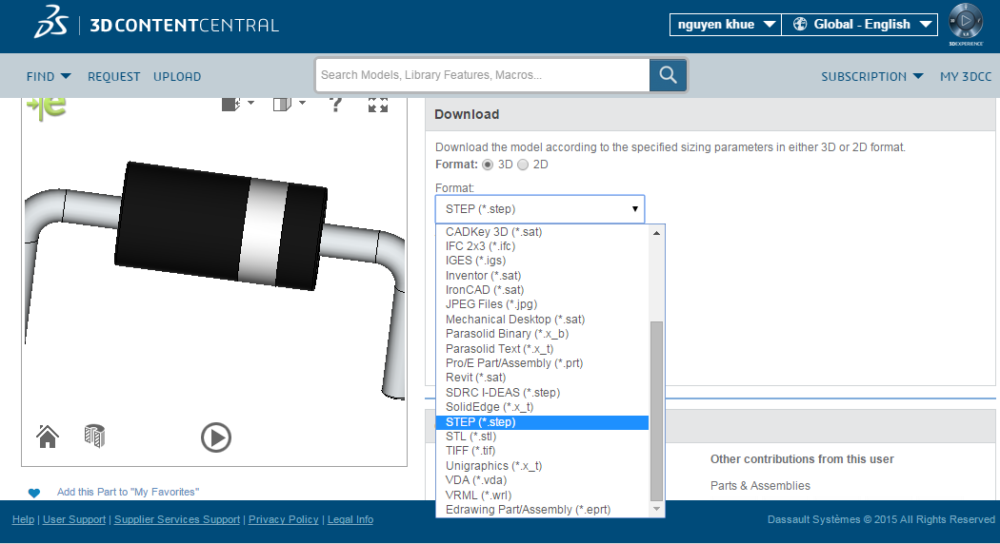 3DCONTENTCENTRAL
nguyen khue
Global - English
3DEXPERIENCE
FIND
REQUEST
UPLOAD
Search Models, Library Features, Macros...
SUBSCRIPTION
MY 3DCC
e
?
Download
Download the model according to the specified sizing parameters in either 3D or 2D format.
Format: 3D 2D
Format:
STEP (*.step)
CADKey 3D (*.sat)
IFC 2x3 (*.ifc)
IGES (*.igs)
Inventor (*.sat)
IronCAD (*.sat)
JPEG Files (*.jpg)
Mechanical Desktop (*.sat)
Parasolid Binary (*.x_b)
Parasolid Text (*.x_t)
Pro/E Part/Assembly (*.prt)
Revit (*.sat)
SDRC I-DEAS (*.step)
SolidEdge (*.x_t)
STEP (*.step)
STL (*.stl)
TIFF (*.tif)
Unigraphics (*.x_t)
VDA (*.vda)
VRML (*.wrl)
Edrawing Part/Assembly (*.eprt)
Other contributions from this user
Parts & Assemblies
Add this Part to "My Favorites"
Help | User Support | Supplier Services Support | Privacy Policy | Legal Info
Dassault Systèmes © 2015 All Rights Reserved